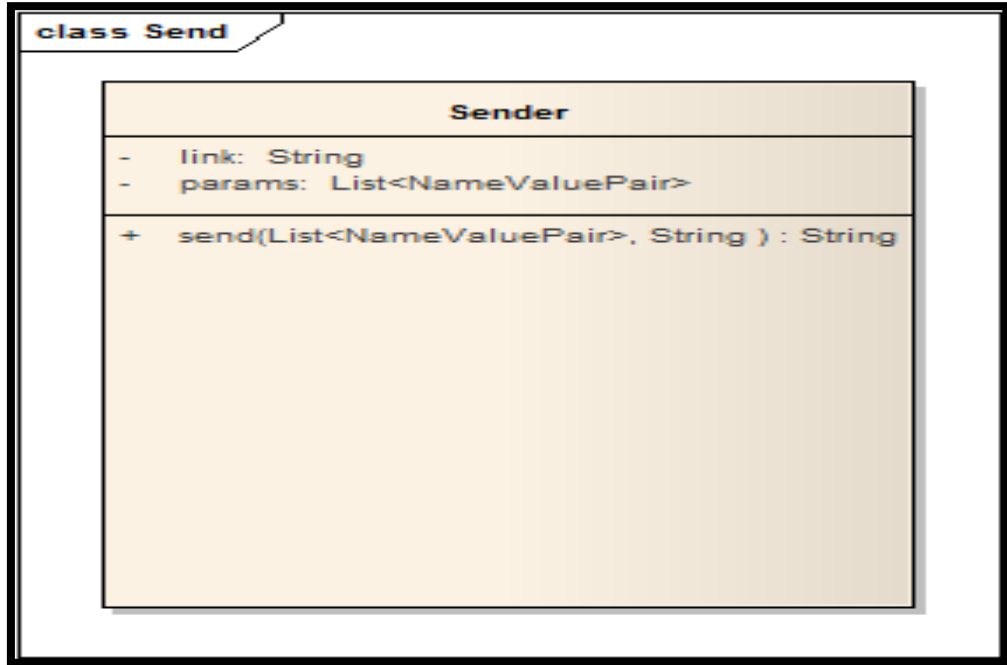 class Send
Sender
- link: String
- params: List<NameValuePair>
+ send(List<NameValuePair>, String ) : String